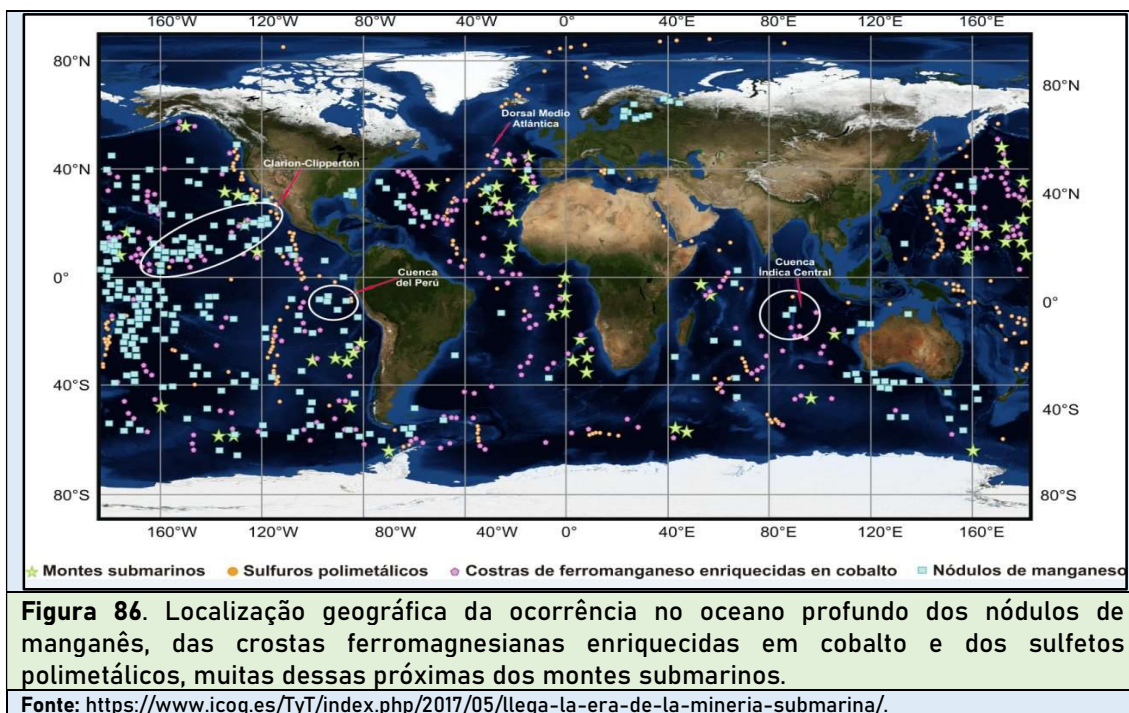 160°W 120°W 80°W 40°W 0° 40°E 80°E 120°E 160°E
80°N
80°N
Dorsal Medio
Atlántica
Clarion-Clipperton
40°N
40°N
Cuenca
del Perú
Cuenca
Índica Central
0°
0°
40°S
40°S
80°S
80°S
160°W 120°W 80°W 40°W 0° 40°E 80°E 120°E 160°E
Montes submarinos Sulfuros polimetálicos Costras de ferromanganeso enriquecidas en cobalto Nódulos de manganeso
Figura 86. Localização geográfica da ocorrência no oceano profundo dos nódulos de
manganês, das crostas ferromagnesianas enriquecidas em cobalto e dos sulfetos
polimetálicos, muitas dessas próximas dos montes submarinos.
Fonte: https://www.icog.es/TyT/index.php/2017/05/llega-la-era-de-la-mineria-submarina/.